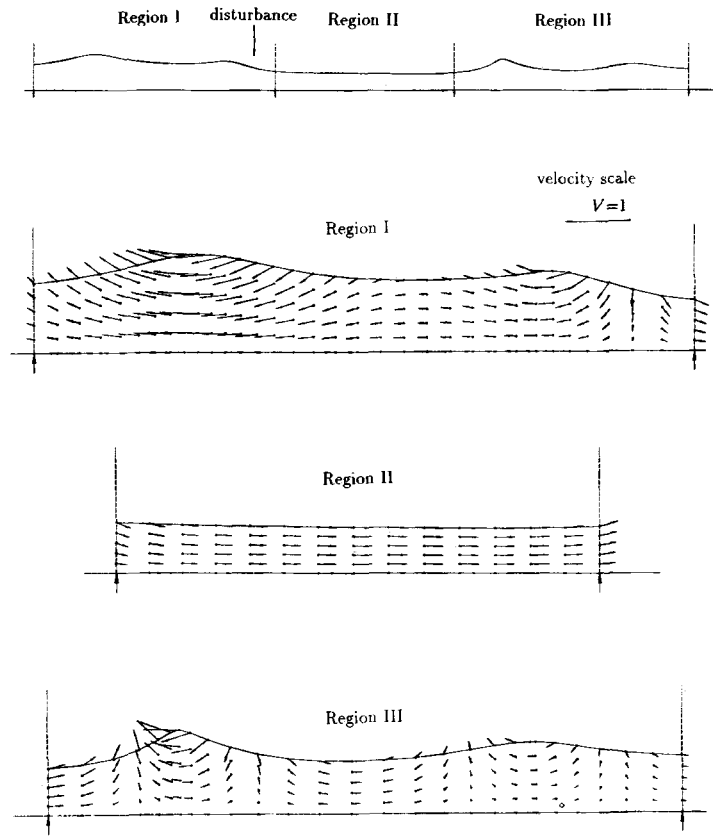 Region I disturbance Region II Region III
velocity scale
V=1
Region I
Region II
Region III